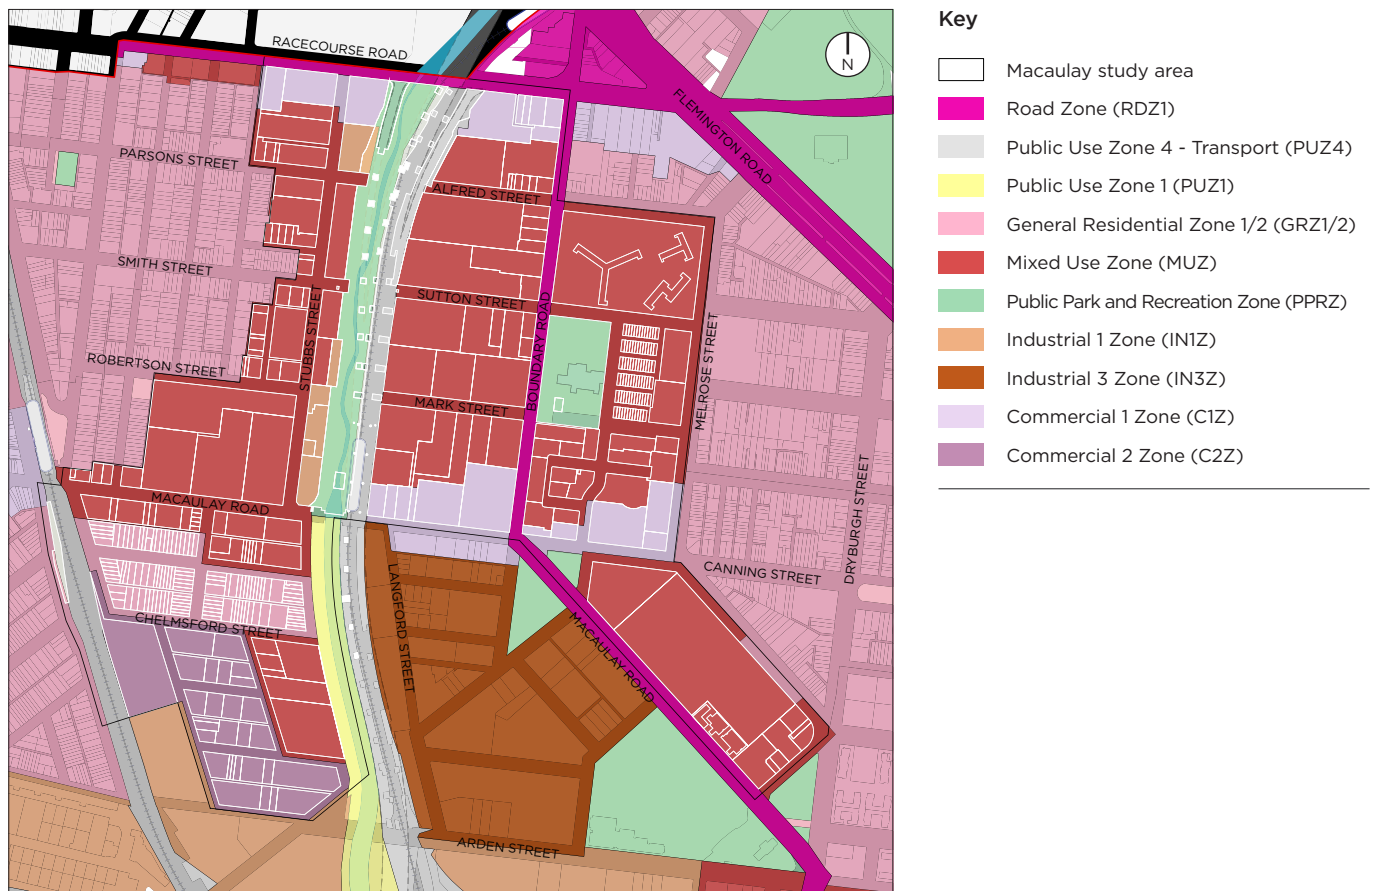 RACECOURSE ROAD
N
FLEMINGTON ROAD
PARSONS STREET
ALFRED STREET
SMITH STREET
SUTTON STREET
STUBBS STREET
BOUNDARY ROAD
MELROSE STREET
ROBERTSON STREET
MARK STREET
MACAULAY ROAD
DRYBURGH STREET
CANNING STREET
LANGFORD STREET
CHELMSFORD STREET
MACAULAY ROAD
ARDEN STREET
Key
Macaulay study area
Road Zone (RDZ1)
Public Use Zone 4 - Transport (PUZ4)
Public Use Zone 1 (PUZ1)
General Residential Zone 1/2 (GRZ1/2)
Mixed Use Zone (MUZ)
Public Park and Recreation Zone (PPRZ)
Industrial 1 Zone (IN1Z)
Industrial 3 Zone (IN3Z)
Commercial 1 Zone (C1Z)
Commercial 2 Zone (C2Z)